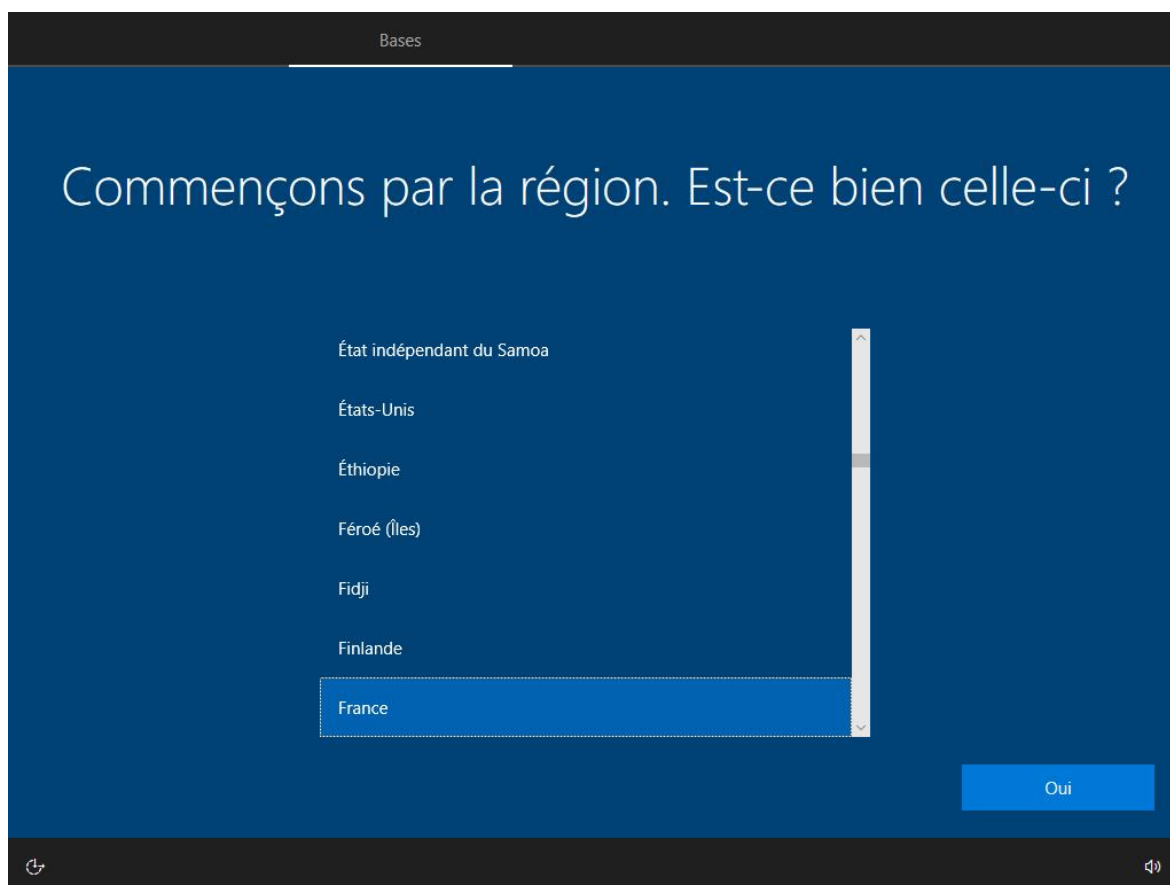 Bases
Commençons par la région. Est-ce bien celle-ci ?
État indépendant du Samoa
États-Unis
Éthiopie
Féroé (Îles)
Fidji
Finlande
France
Oui